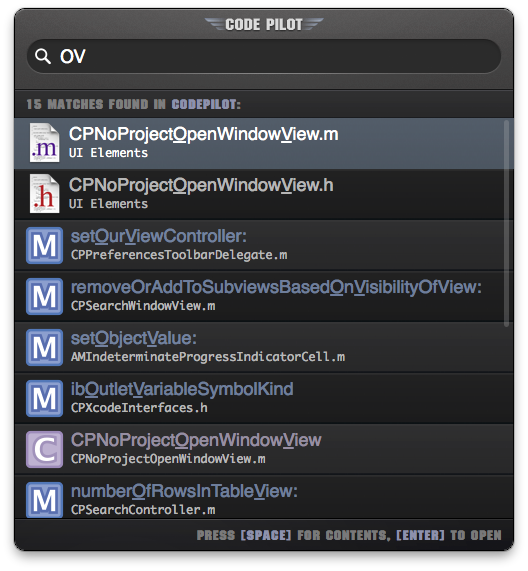 CODE PILOT
OV
15 MATCHES FOUND IN CODEPILOT:
.m
CPNoProjectOpenWindowView.m
UI Elements
.h
CPNoProjectOpenWindowView.h
UI Elements
M
setOurViewController:
CPPreferencesToolbarDelegate.m
M
removeOrAddToSubviewsBasedOnVisibilityOfView:
CPSearchWindowView.m
M
setObjectValue:
AMIndeterminateProgressIndicatorCell.m
M
ibOutletVariableSymbolKind
CPXcodeInterfaces.h
C
CPNoProjectOpenWindowView
CPNoProjectOpenWindowView.m
M
numberOfRowsInTableView:
CPSearchController.m
PRESS [SPACE] FOR CONTENTS, [ENTER] TO OPEN